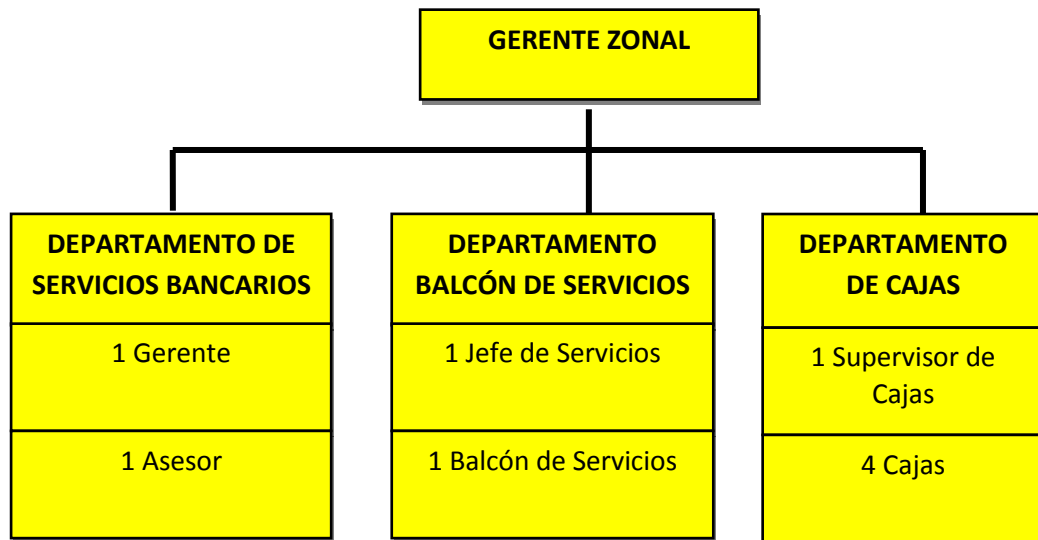 GERENTE ZONAL
DEPARTAMENTO DE
SERVICIOS BANCARIOS
1 Gerente
1 Asesor
DEPARTAMENTO
BALCÓN DE SERVICIOS
1 Jefe de Servicios
1 Balcón de Servicios
DEPARTAMENTO
DE CAJAS
1 Supervisor de
Cajas
4 Cajas